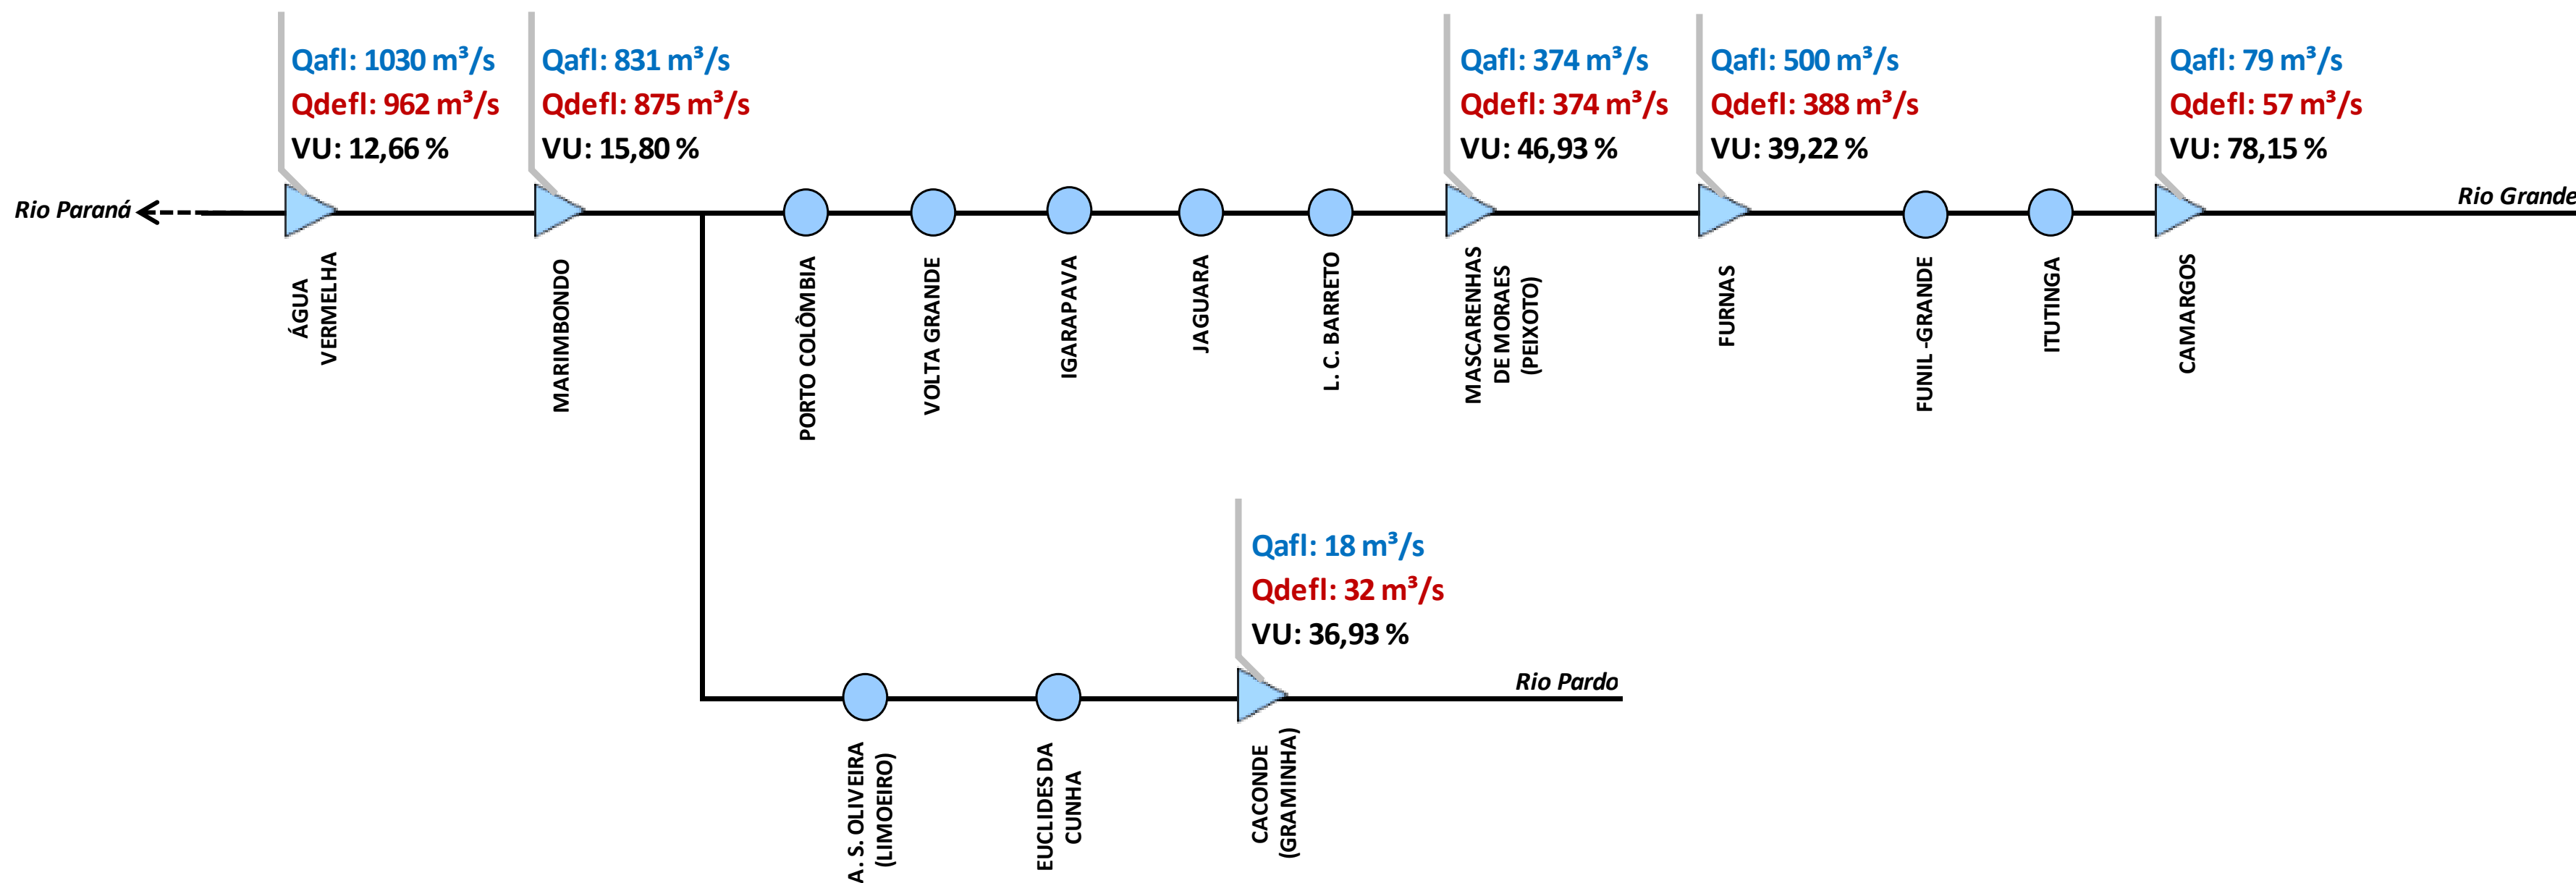 Qafl: 1030 m³/s
Qdefl: 962 m³/s
VU: 12,66 %
Qafl: 831 m³/s
Qdefl: 875 m³/s
VU: 15,80 %
Qafl: 374 m³/s
Qdefl: 374 m³/s
VU: 46,93 %
Qafl: 500 m³/s
Qdefl: 388 m³/s
VU: 39,22 %
Qafl: 79 m³/s
Qdefl: 57 m³/s
VU: 78,15 %
Rio Paraná
Rio Grande
ÁGUA
VERMELHA
MARIMBONDO
PORTO COLÔMBIA
VOLTA GRANDE
IGARAPAVA
JAGUARA
L. C. BARRETO
MASCARENHAS
DE MORAES
(PEIXOTO)
FURNAS
FUNIL -GRANDE
ITUTINGA
CAMARGOS
Qafl: 18 m³/s
Qdefl: 32 m³/s
VU: 36,93 %
Rio Pardo
A. S. OLIVEIRA
(LIMOEIRO)
EUCLIDES DA
CUNHA
CACONDE
(GRAMINHA)